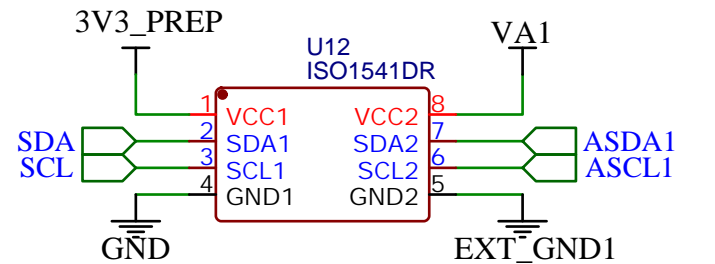 3V3_PREP
U12
VA1
ISO1541DR
1 VCC1 VCC2 8
SDA 2 SDA1 SDA2 7 ASDA1
SCL 3 SCL1 SCL2 6 ASCL1
4 GND1 GND2 5
GND EXT_GND1